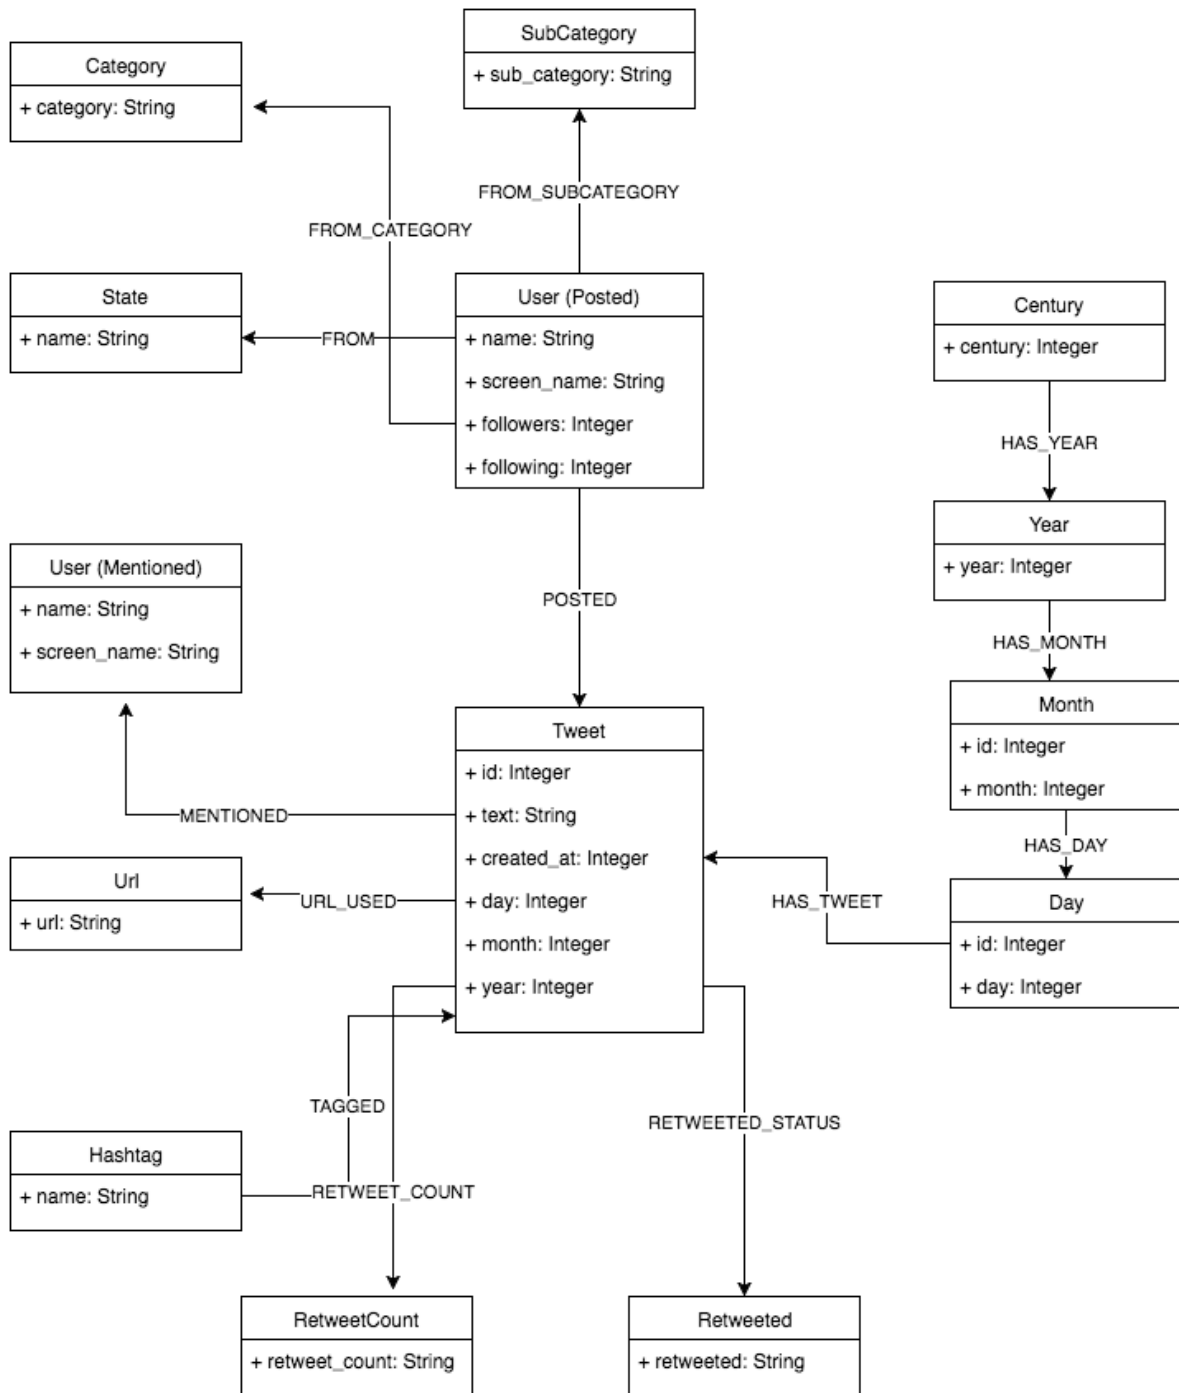 SubCategory
+ sub_category: String
Category
+ category: String
FROM_SUBCATEGORY
FROM_CATEGORY
State
+ name: String
FROM
User (Posted)
+ name: String
+ screen_name: String
+ followers: Integer
+ following: Integer
Century
+ century: Integer
HAS_YEAR
Year
+ year: Integer
HAS_MONTH
Month
+ id: Integer
+ month: Integer
HAS_DAY
Day
+ id: Integer
+ day: Integer
HAS_TWEET
User (Mentioned)
+ name: String
+ screen_name: String
POSTED
MENTIONED
Tweet
+ id: Integer
+ text: String
+ created_at: Integer
+ day: Integer
+ month: Integer
+ year: Integer
Url
+ url: String
URL_USED
TAGGED
RETWEETED_STATUS
Hashtag
+ name: String
RETWEET_COUNT
RetweetCount
+ retweet_count: String
Retweeted
+ retweeted: String